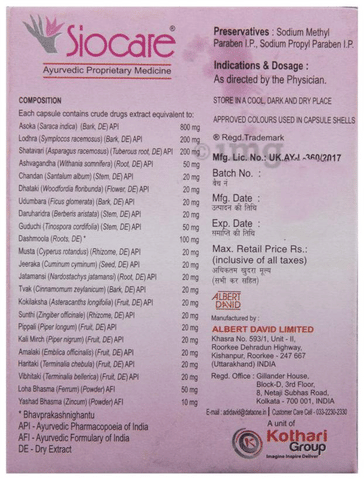 Siocare®
Ayurvedic Proprietary Medicine
COMPOSITION
Each capsule contains crude drugs extract equivalent to:
Asoka (Saraca indica) (Bark, DE) API 800 mg
Lodhra (Symplocos racemosa) (Bark, DE) API 200 mg
Shatavari (Asparagus racemosus) (Tuberous root, DE) API 200 mg
Ashvagandha (Withania somnifera) (Root, DE) API 50 mg
Chandan (Santalum album) (Stem, DE) API 20 mg
Dhataki (Woodfordia floribunda) (Flower, DE) API 20 mg
Udumbara (Ficus glomerata) (Bark, DE) API 20 mg
Daruharidra (Berberis aristata) (Stem, DE) API 20 mg
Guduchi (Tinospora cordifolia) (Stem, DE) API 50 mg
Dashmoola (Roots, DE) * 100 mg
Musta (Cyperus rotundus) (Rhizome, DE) API 20 mg
Jeeraka (Cuminum cyminum) (Seed, DE) API 20 mg
Jatamansi (Nardostachys jatamansi) (Root, DE) API 20 mg
Tvak (Cinnamomum zeylanicum) (Bark, DE) API 20 mg
Kokilaksha (Asteracanths longifolia) (Fruit, DE) API 20 mg
Sunthi (Zingiber officinale) (Rhizome, DE) API 20 mg
Pippali (Piper longum) (Fruit, DE) API 20 mg
Kali Mirch (Piper nigrum) (Fruit, DE) API 20 mg
Amalaki (Emblica officinalis) (Fruit, DE) API 20 mg
Haritaki (Terminalia chebula) (Fruit, DE) API 20 mg
Vibhitaki (Terminalia bellerica) (Fruit, DE) API 20 mg
Loha Bhasma (Ferrum) (Powder) AFI 50 mg
Yashad Bhasma (Zincum) (Powder) AFI 10 mg
* Bhavprakashnighantu
API - Ayurvedic Pharmacopoeia of India
AFI - Ayurvedic Formulary of India
DE - Dry Extract
Preservatives : Sodium Methyl
Paraben I.P., Sodium Propyl Paraben I.P.
Indications & Dosage :
As directed by the Physician.
STORE IN A COOL, DARK AND DRY PLACE
APPROVED COLOURS USED IN CAPSULE SHELLS
® Regd. Trademark
Mfg. Lic. No.: UK.AY-L-360/2017
Batch No. :
बैच नं
Mfg. Date :
उत्पादन की तिथि
Exp. Date :
समाप्ति की तिथि
Max. Retail Price Rs.:
(inclusive of all taxes)
अधिकतम खुदरा मूल्य
(सभी कर सहित)
ALBERT
DAVID
Manufactured by :
ALBERT DAVID LIMITED
Khasra No. 593/1, Unit - II,
Roorkee Dehradun Highway,
Kishanpur, Roorkee - 247 667
(Uttarakhand) INDIA
Regd. Office : Gillander House,
Block-D, 3rd Floor,
8, Netaji Subhas Road,
Kolkata - 700 001, INDIA
E-mail : adldavid@dataone.in | Customer Care Cell - 033-2230-2330
A unit of
Kothari
Group
Imagine Inspire Deliver